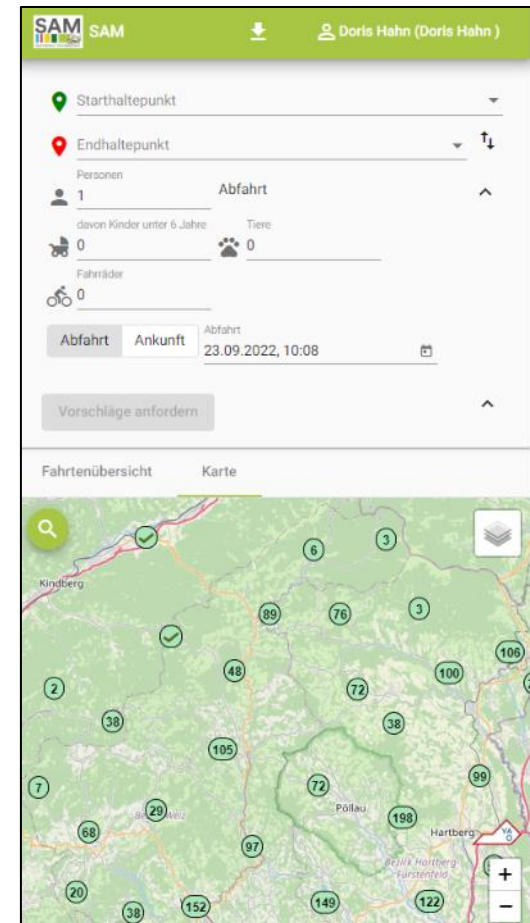 SAM SAM Doris Hahn (Doris Hahn )
Starthaltepunkt
Endhaltepunkt
Personen
1 Abfahrt
davon Kinder unter 6 Jahre Tiere
0 0
Fahrräder
0
Abfahrt Ankunft Abfahrt
23.09.2022, 10:08
Vorschläge anfordern
Fahrtenübersicht Karte
6 3
Kindberg
89 76 3
106
48 100
2 72
38 38
105
99
7 72
29 Pöllau 198
68 Hartberg
97
Bezirk Hartberg
Fürstenfeld
+
20
38 152 149 122 −